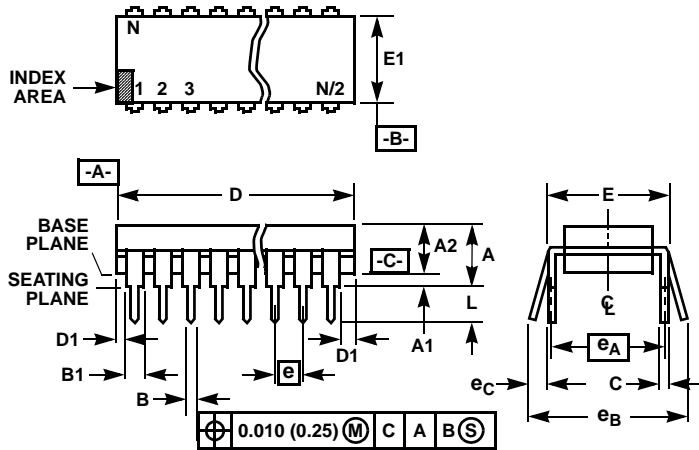 N
E1
INDEX
AREA
1 2 3 N/2
-B-
-A-
D
E
BASE
PLANE
A2
A
-C-
SEATING
PLANE
L
C L
D1
A1
D1
eA
B1
e
eC
C
B
eB
0.010 (0.25) M C A B S